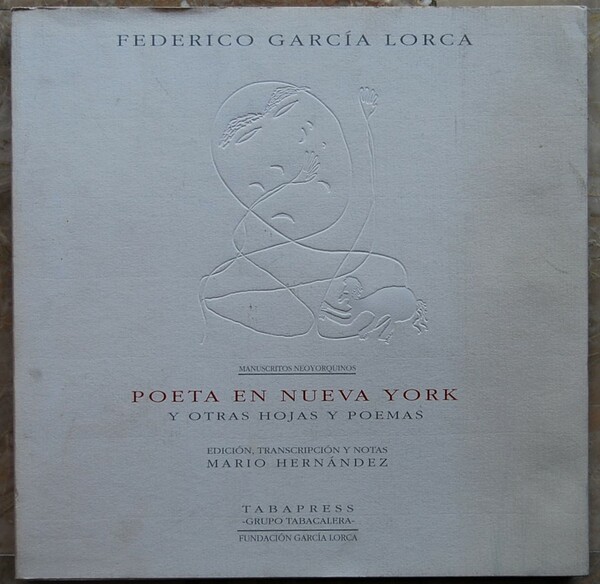 FEDERICO GARCÍA LORCA
MANUSCRITOS NEOYORQUINOS
POETA EN NUEVA YORK
Y OTRAS HOJAS Y POEMAS
EDICIÓN, TRANSCRIPCIÓN Y NOTAS
MARIO HERNÁNDEZ
TABAPRESS
-GRUPO TABACALERA-
FUNDACIÓN GARCÍA LORCA